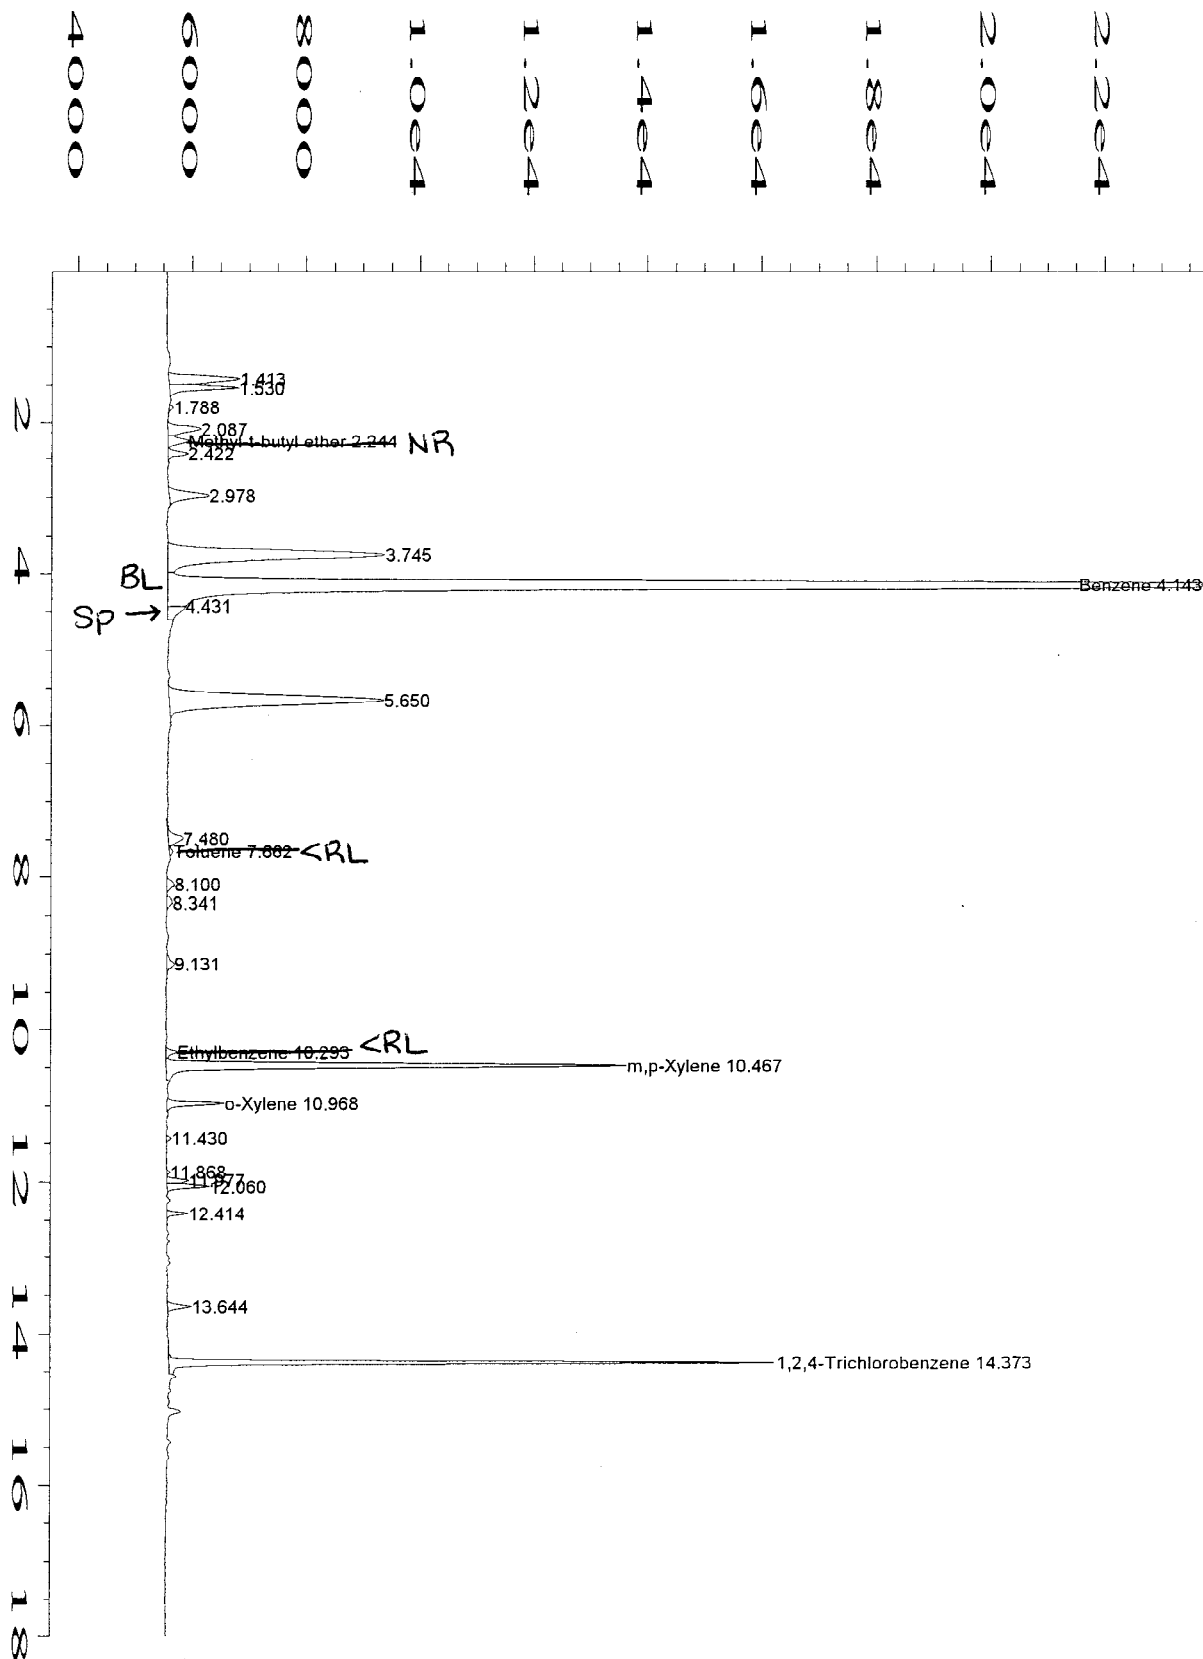 4000
6000
8000
1.0e4
1.2e4
1.4e4
1.6e4
1.8e4
2.0e4
2.2e4
1.413
1.530
1.788
2
2.087
Methyl t-butyl ether 2.244 NR
2.422
2.978
3.745
4
BL
Benzene 4.143
Sp → 4.431
5.650
6
7.480
Toluene 7.662 <RL
8
8.100
8.341
9.131
10
Ethylbenzene 10.293 <RL
m,p-Xylene 10.467
o-Xylene 10.968
11.430
11.868
11.977
12
12.060
12.414
13.644
14
1,2,4-Trichlorobenzene 14.373
16
18